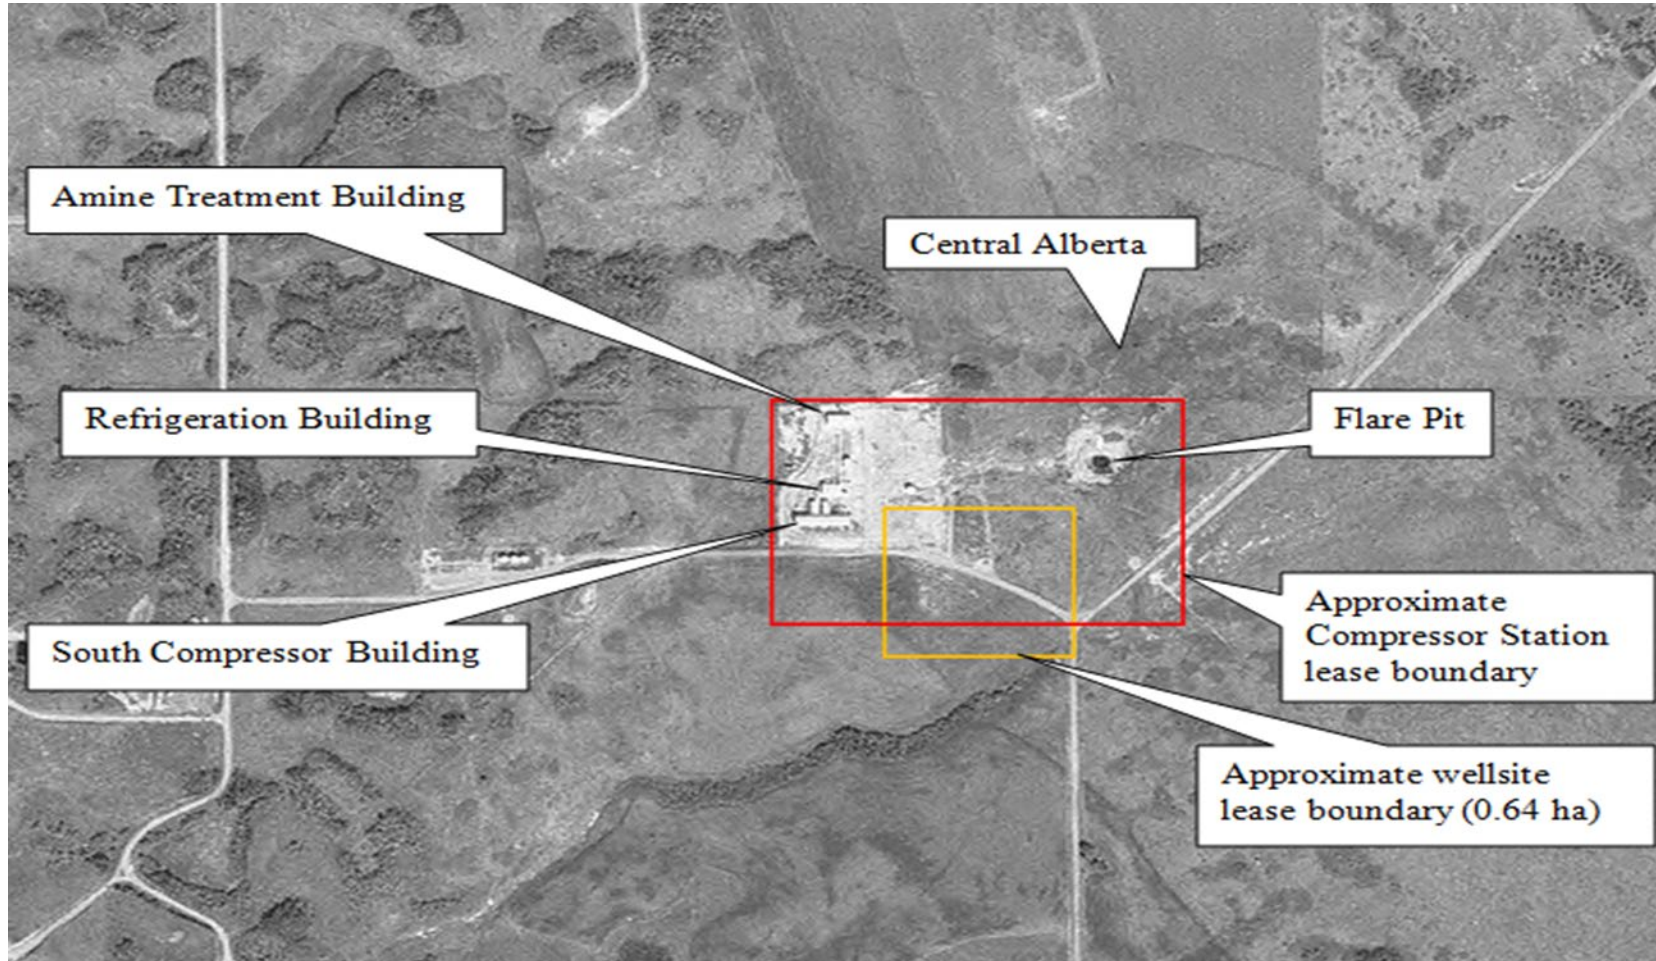 Amine Treatment Building
Central Alberta
Refrigeration Building
Flare Pit
South Compressor Building
Approximate
Compressor Station
lease boundary
Approximate wellsite
lease boundary (0.64 ha)